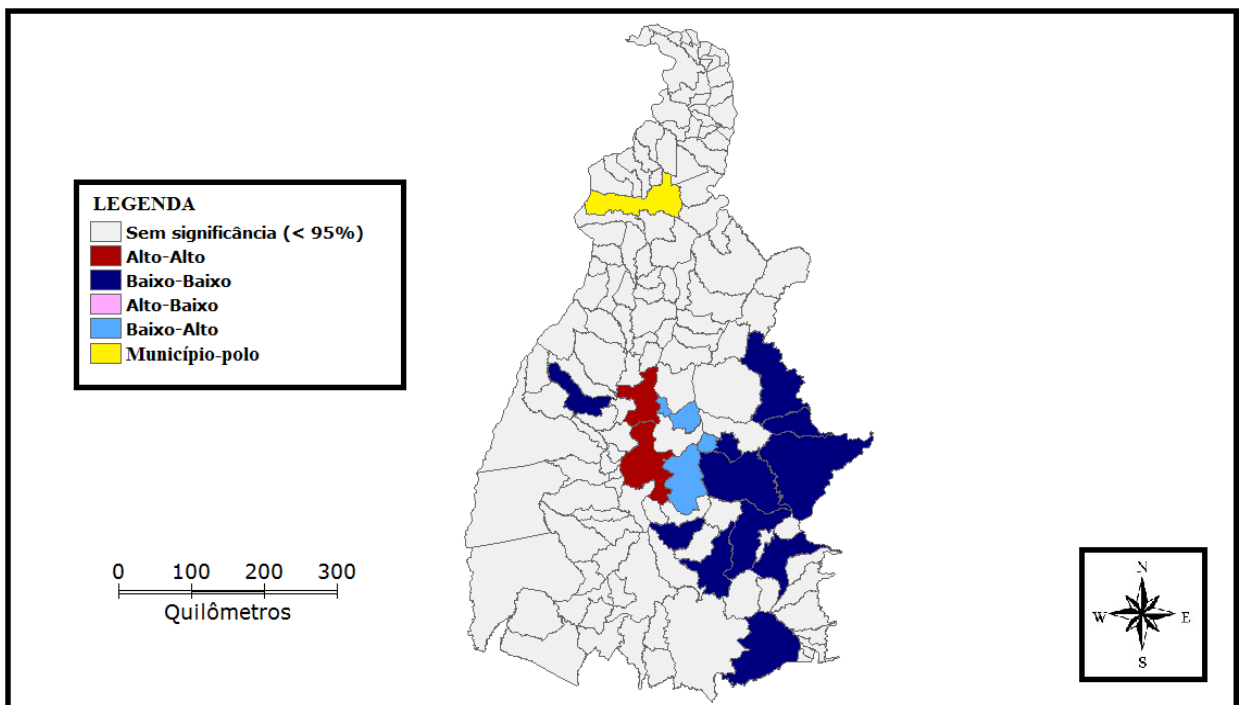 LEGENDA
Sem significância (< 95%)
Alto-Alto
Baixo-Baixo
Alto-Baixo
Baixo-Alto
Município-polo
0 100 200 300
Quilômetros
N
W E
S